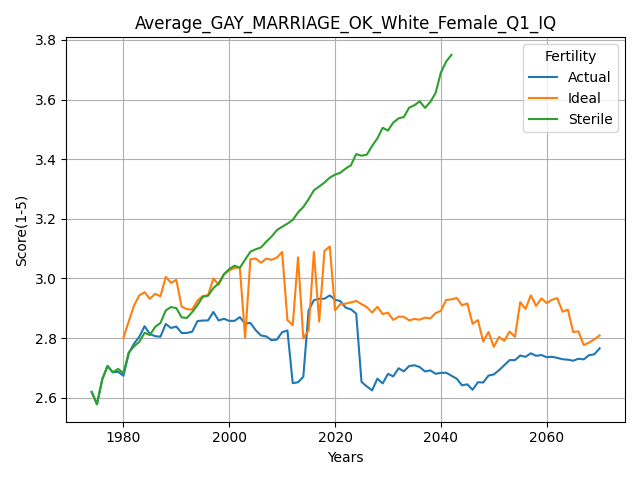 Average_GAY_MARRIAGE_OK_White_Female_Q1_IQ
Fertility
Actual
Ideal
Sterile
Score(1-5)
3.8
3.6
3.4
3.2
3.0
2.8
2.6
1980
2000
2020
2040
2060
Years